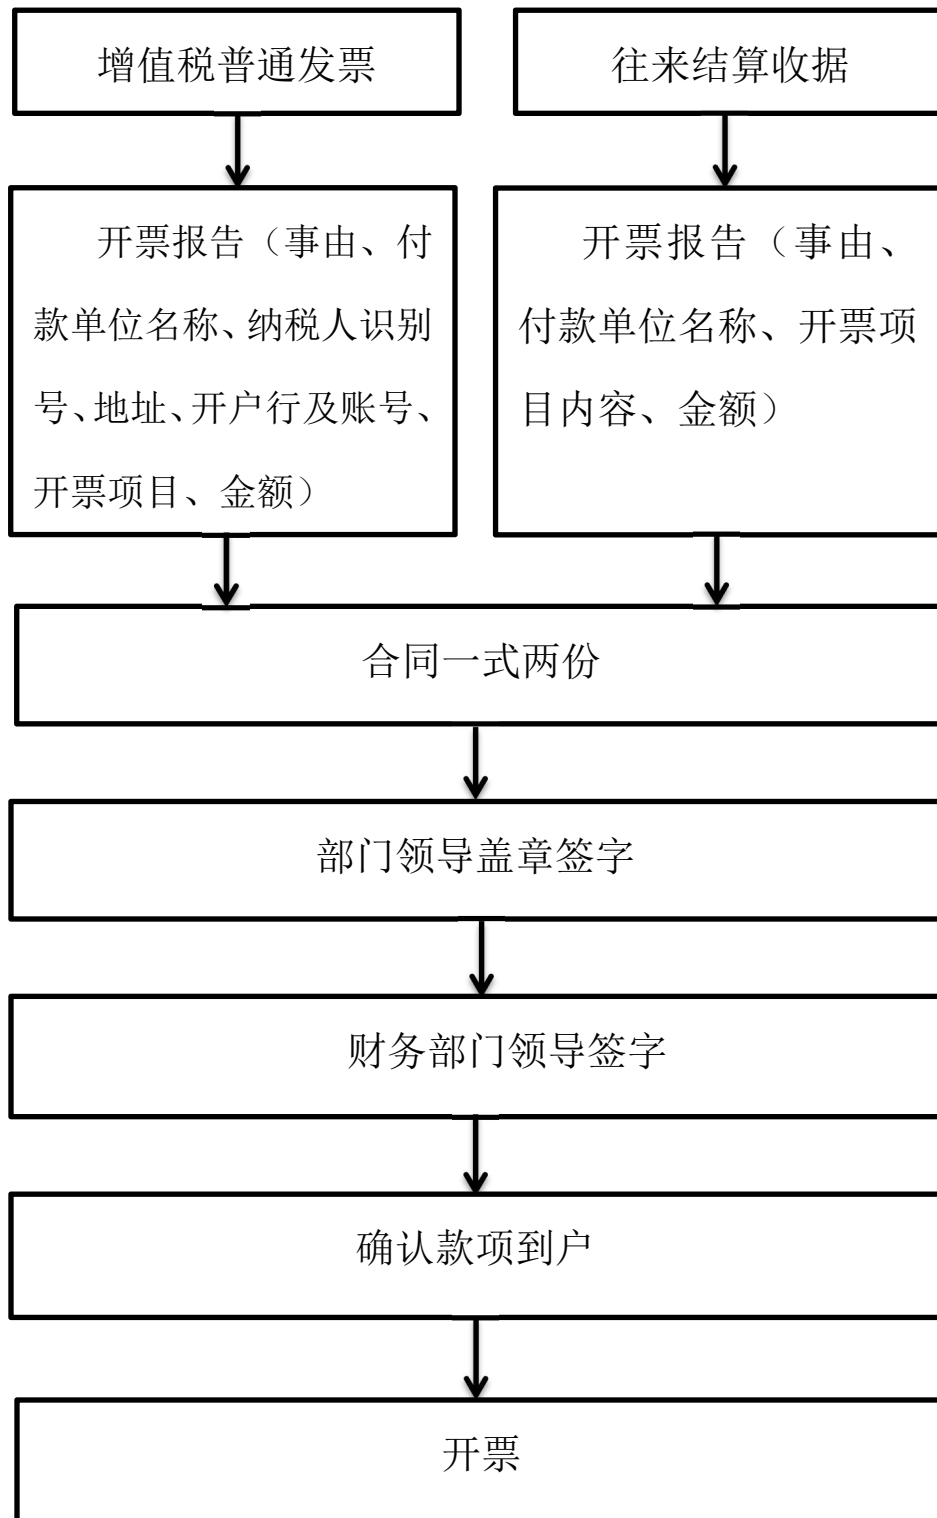 增值税普通发票
往来结算收据
开票报告（事由、付
款单位名称、纳税人识别
号、地址、开户行及账号、
开票项目、金额）
开票报告（事由、
付款单位名称、开票项
目内容、金额）
合同一式两份
部门领导盖章签字
财务部门领导签字
确认款项到户
开票